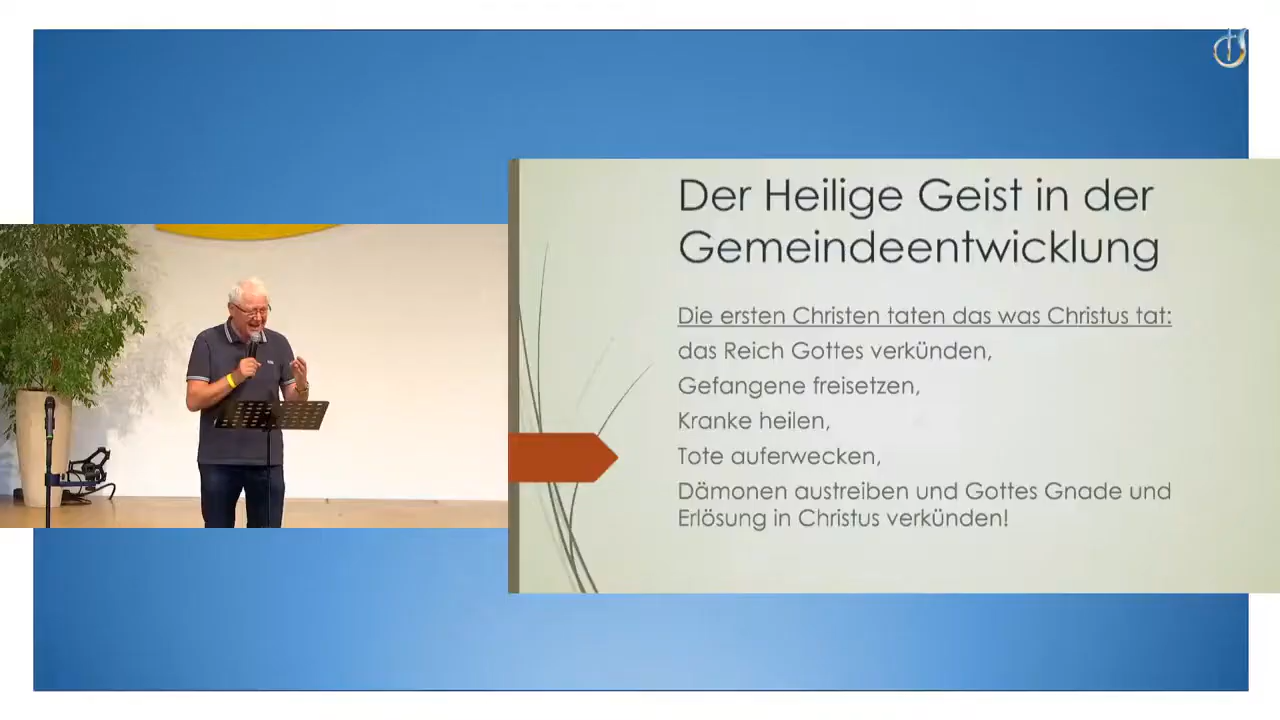 Der Heilige Geist in der
Gemeindeentwicklung
Die ersten Christen taten das was Christus tat:
das Reich Gottes verkünden,
Gefangene freisetzen,
Kranke heilen,
Tote auferwecken,
Dämonen austreiben und Gottes Gnade und
Erlösung in Christus verkünden!